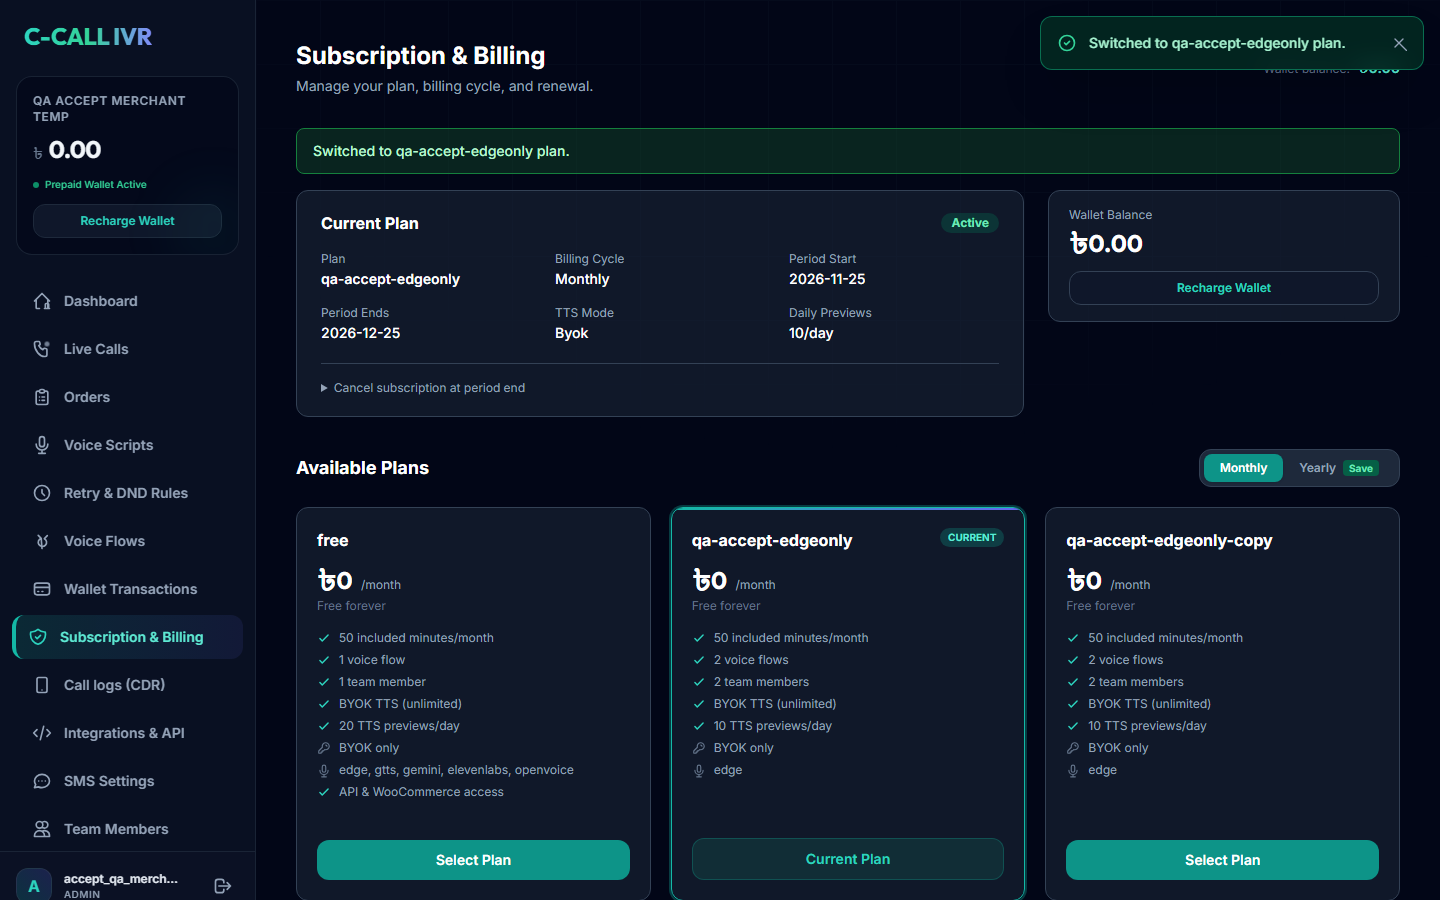 C-CALL IVR
QA ACCEPT MERCHANT
TEMP
৳ 0.00
Prepaid Wallet Active
Recharge Wallet
Dashboard
Live Calls
Orders
Voice Scripts
Retry & DND Rules
Voice Flows
Wallet Transactions
Subscription & Billing
Call logs (CDR)
Integrations & API
SMS Settings
Team Members
A
accept_qa_merch...
ADMIN
Subscription & Billing
Manage your plan, billing cycle, and renewal.
Switched to qa-accept-edgeonly plan.
Wallet balance: ৳0.00
Switched to qa-accept-edgeonly plan.
Current Plan
Active
Plan
qa-accept-edgeonly
Billing Cycle
Monthly
Period Start
2026-11-25
Period Ends
2026-12-25
TTS Mode
Byok
Daily Previews
10/day
Cancel subscription at period end
Wallet Balance
৳0.00
Recharge Wallet
Available Plans
Monthly
Yearly Save
free
৳0 /month
Free forever
50 included minutes/month
1 voice flow
1 team member
BYOK TTS (unlimited)
20 TTS previews/day
BYOK only
edge, gtts, gemini, elevenlabs, openvoice
API & WooCommerce access
Select Plan
qa-accept-edgeonly
CURRENT
৳0 /month
Free forever
50 included minutes/month
2 voice flows
2 team members
BYOK TTS (unlimited)
10 TTS previews/day
BYOK only
edge
Current Plan
qa-accept-edgeonly-copy
৳0 /month
Free forever
50 included minutes/month
2 voice flows
2 team members
BYOK TTS (unlimited)
10 TTS previews/day
BYOK only
edge
Select Plan